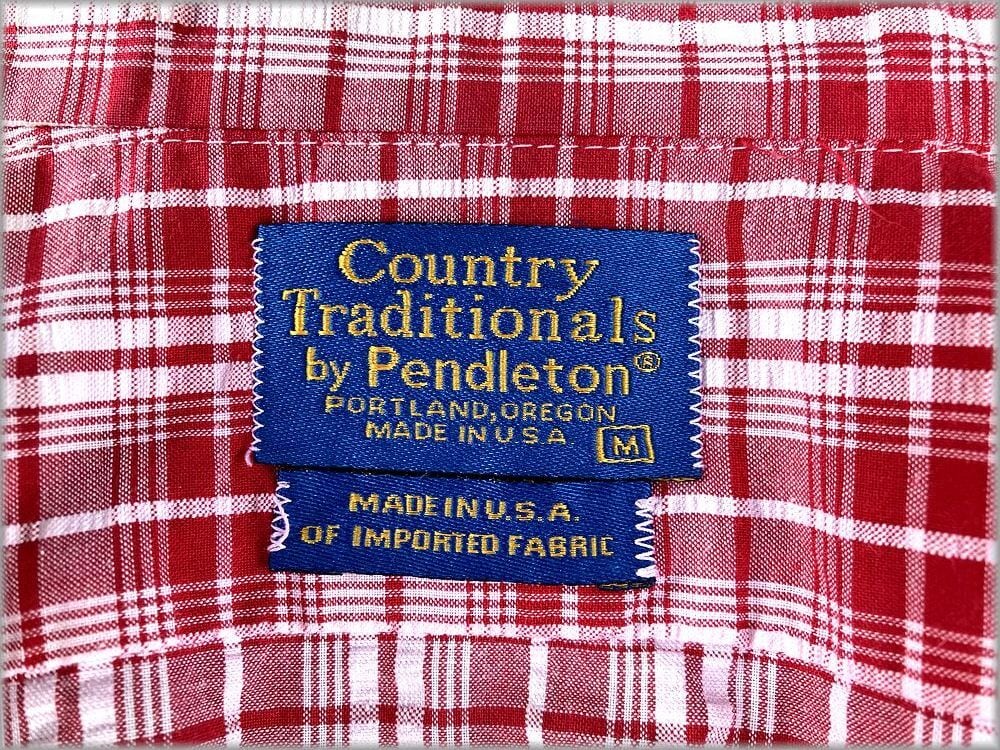 Country
Traditionals
by Pendleton®
PORTLAND, OREGON
MADE IN U S A M
MADE IN U.S.A.
OF IMPORTED FABRIC